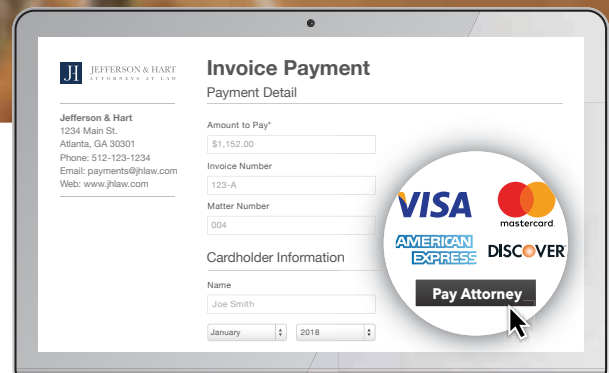 JH
JEFFERSON & HART
ATTORNEYS AT LAW
Jefferson & Hart
1234 Main St.
Atlanta, GA 30301
Phone: 512-123-1234
Email: payments@jhlaw.com
Web: www.jhlaw.com
Invoice Payment
Payment Detail
Amount to Pay*
$1,152.00
Invoice Number
123-A
Matter Number
004
Cardholder Information
Name
Joe Smith
January 2018
VISA
mastercard.
AMERICAN
EXPRESS
DISCOVER
Pay Attorney